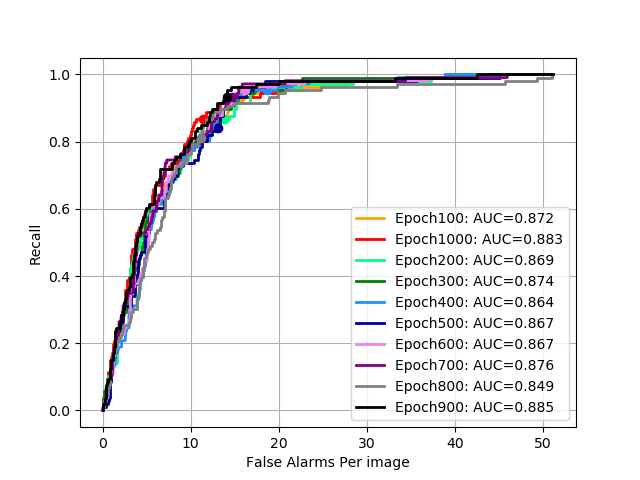 1.0
0.8
0.6
0.4
0.2
0.0
Recall
0
10
20
30
40
50
False Alarms Per image
Epoch100: AUC=0.872
Epoch1000: AUC=0.883
Epoch200: AUC=0.869
Epoch300: AUC=0.874
Epoch400: AUC=0.864
Epoch500: AUC=0.867
Epoch600: AUC=0.867
Epoch700: AUC=0.876
Epoch800: AUC=0.849
Epoch900: AUC=0.885